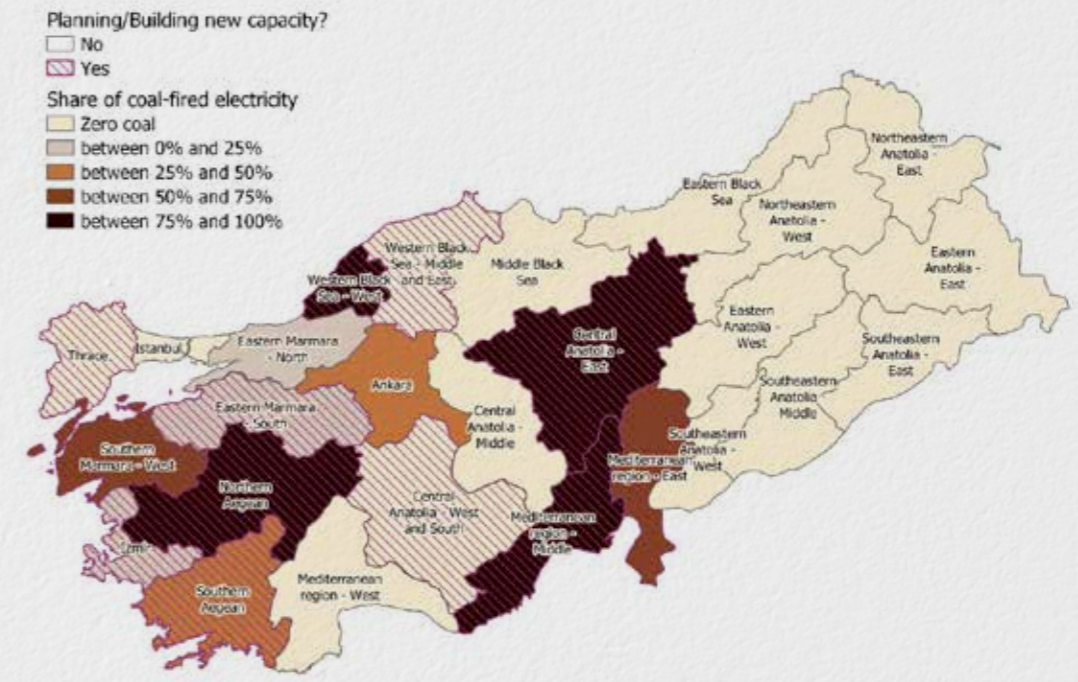 Planning/Building new capacity?
No
Yes
Share of coal-fired electricity
Zero coal
between 0% and 25%
between 25% and 50%
between 50% and 75%
between 75% and 100%
Northeastern
Anatolia -
East
Eastern Black
Sea
Northeastern
Anatolia -
West
Western Black
Sea - Middle
and East
Middle Black
Sea
Eastern
Anatolia -
East
Western Black
Sea - West
Thrace
Istanbul
Eastern Marmara
- North
Central
Anatolia -
East
Eastern
Anatolia -
West
Southeastern
Anatolia -
East
Ankara
Southeastern
Anatolia
Middle
Eastern Marmara
- South
Central
Anatolia -
Middle
Southeastern
Anatolia -
West
Southern
Marmara - West
Mediterranean
region - East
Northern
Aegean
Central
Anatolia - West
and South
Mediterranean
region -
Middle
Izmir
Southern
Aegean
Mediterranean
region - West